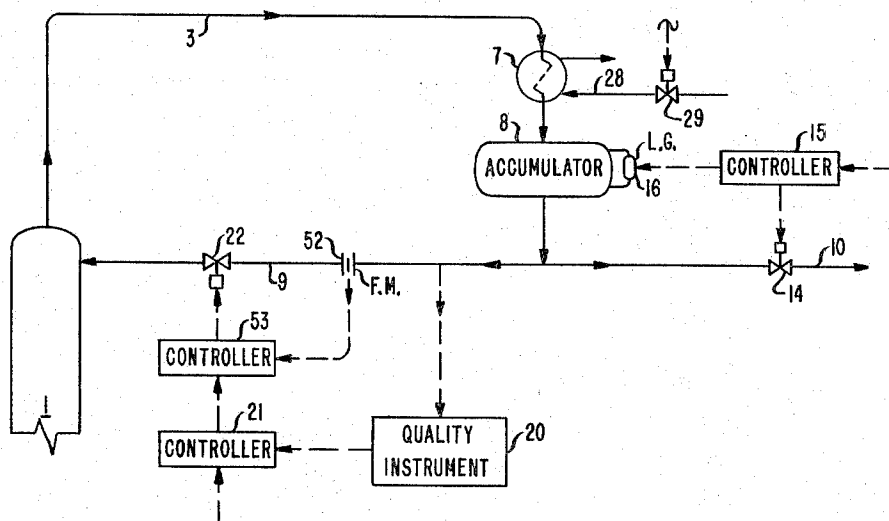 3
7
28
29
8
L.G.
15
ACCUMULATOR
16
CONTROLLER
22
52
10
9
F.M.
14
53
CONTROLLER
1
21
CONTROLLER
QUALITY
INSTRUMENT
20